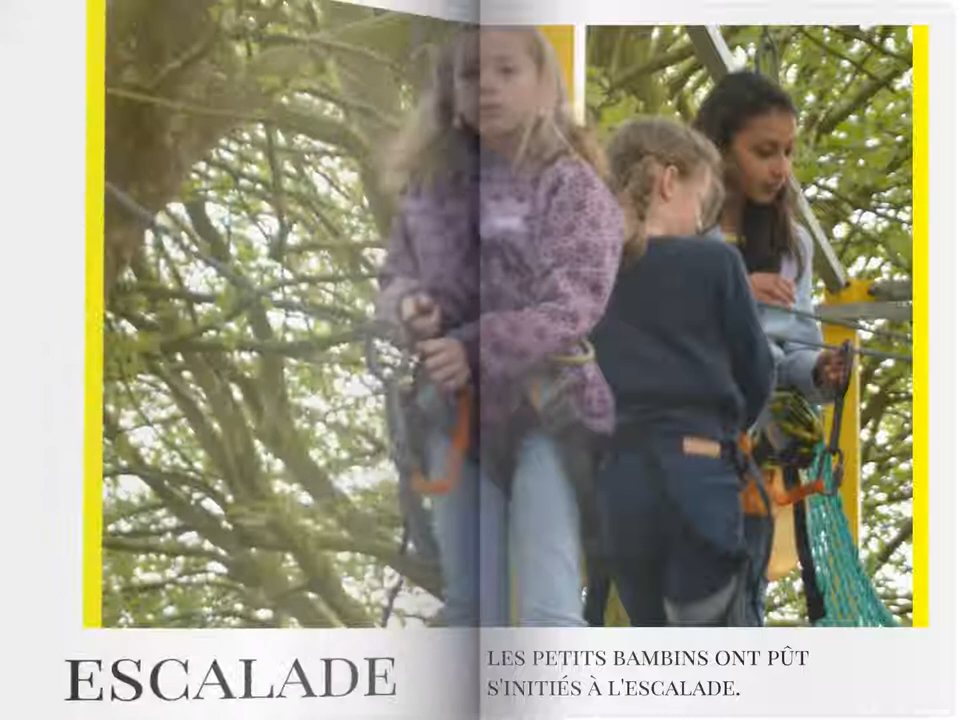 ESCALADE
LES PETITS BAMBINS ONT PÛT
S'INITIÉS À L'ESCALADE.